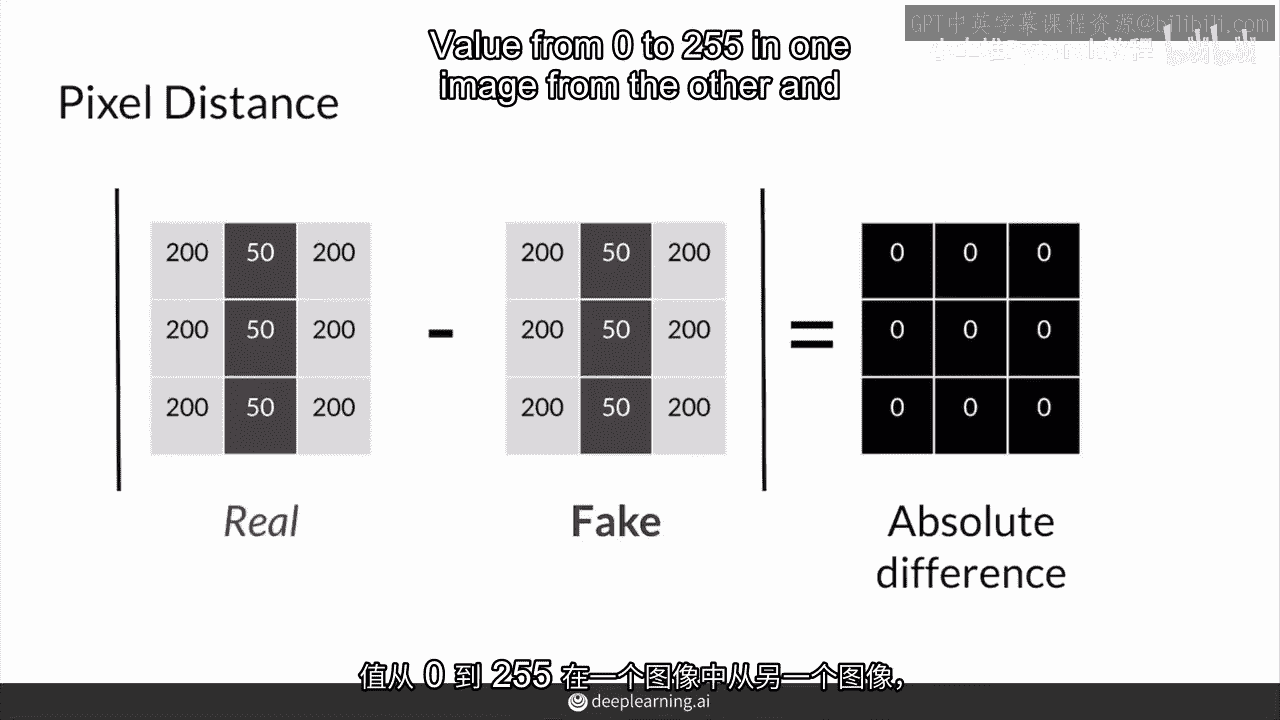 GPT中英字幕课程资源@bilibili.com
Value from 0 to 255 in one
image from the other and
Pixel Distance
200 50 200 200 50 200 0 0 0
200 50 200 - 200 50 200 = 0 0 0
200 50 200 200 50 200 0 0 0
Real Fake Absolute
difference
值从 0 到 255 在一个图像中从另一个图像,
deeplearning.ai